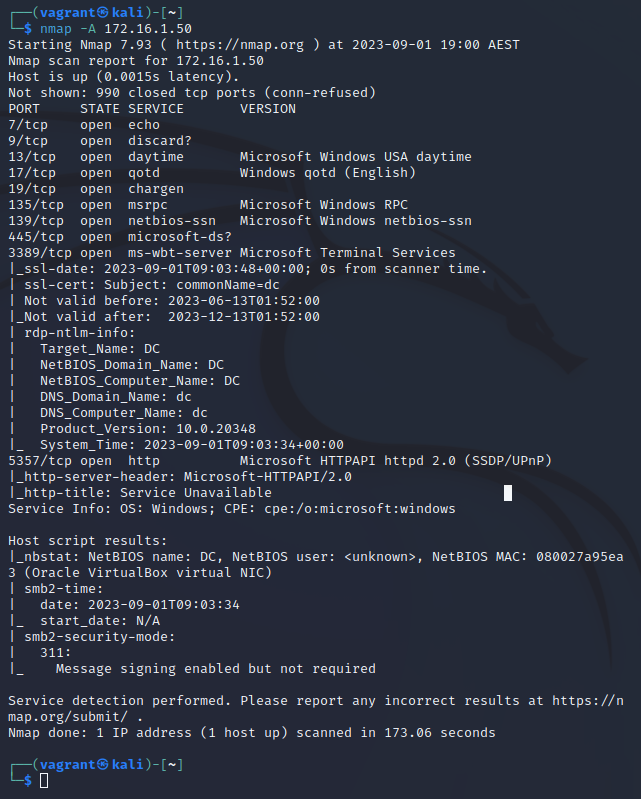 ┌──(vagrant㉿kali)-[~]
└─$ nmap -A 172.16.1.50
Starting Nmap 7.93 ( https://nmap.org ) at 2023-09-01 19:00 AEST
Nmap scan report for 172.16.1.50
Host is up (0.0015s latency).
Not shown: 990 closed tcp ports (conn-refused)
PORT     STATE SERVICE       VERSION
7/tcp    open  echo
9/tcp    open  discard?
13/tcp   open  daytime       Microsoft Windows USA daytime
17/tcp   open  qotd          Windows qotd (English)
19/tcp   open  chargen
135/tcp  open  msrpc         Microsoft Windows RPC
139/tcp  open  netbios-ssn   Microsoft Windows netbios-ssn
445/tcp  open  microsoft-ds?
3389/tcp open  ms-wbt-server Microsoft Terminal Services
|_ssl-date: 2023-09-01T09:03:48+00:00; 0s from scanner time.
| ssl-cert: Subject: commonName=dc
| Not valid before: 2023-06-13T01:52:00
|_Not valid after:  2023-12-13T01:52:00
| rdp-ntlm-info:
|   Target_Name: DC
|   NetBIOS_Domain_Name: DC
|   NetBIOS_Computer_Name: DC
|   DNS_Domain_Name: dc
|   DNS_Computer_Name: dc
|   Product_Version: 10.0.20348
|_  System_Time: 2023-09-01T09:03:34+00:00
5357/tcp open  http          Microsoft HTTPAPI httpd 2.0 (SSDP/UPnP)
|_http-server-header: Microsoft-HTTPAPI/2.0
|_http-title: Service Unavailable
Service Info: OS: Windows; CPE: cpe:/o:microsoft:windows

Host script results:
|_nbstat: NetBIOS name: DC, NetBIOS user: <unknown>, NetBIOS MAC: 080027a95ea
3 (Oracle VirtualBox virtual NIC)
| smb2-time:
|   date: 2023-09-01T09:03:34
|_  start_date: N/A
| smb2-security-mode:
|   311:
|_    Message signing enabled but not required

Service detection performed. Please report any incorrect results at https://n
map.org/submit/ .
Nmap done: 1 IP address (1 host up) scanned in 173.06 seconds

┌──(vagrant㉿kali)-[~]
└─$